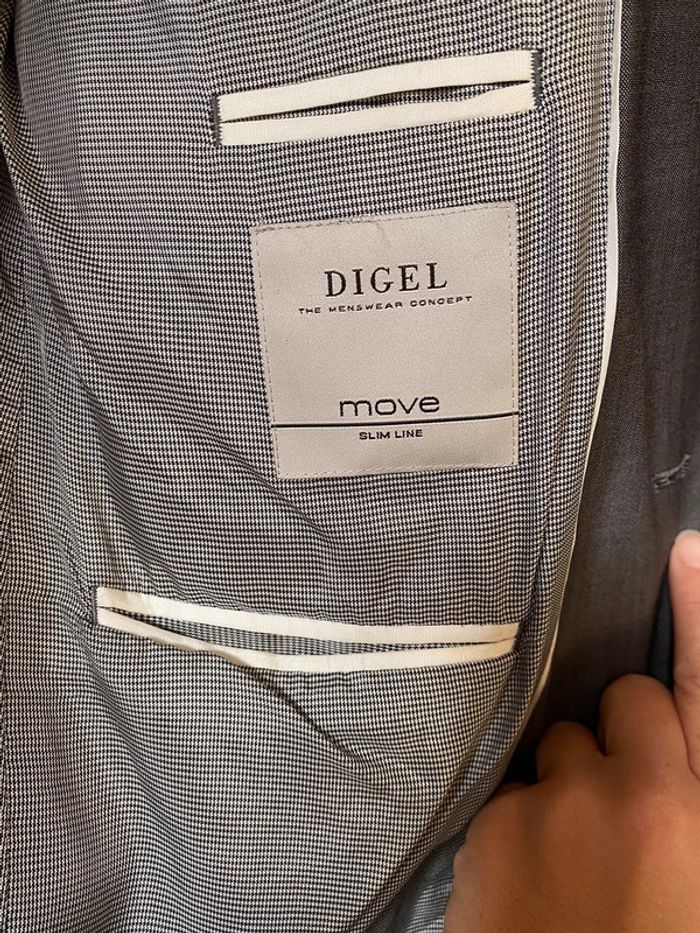 DIGEL
THE MENSWEAR CONCEPT
move
SLIM LINE